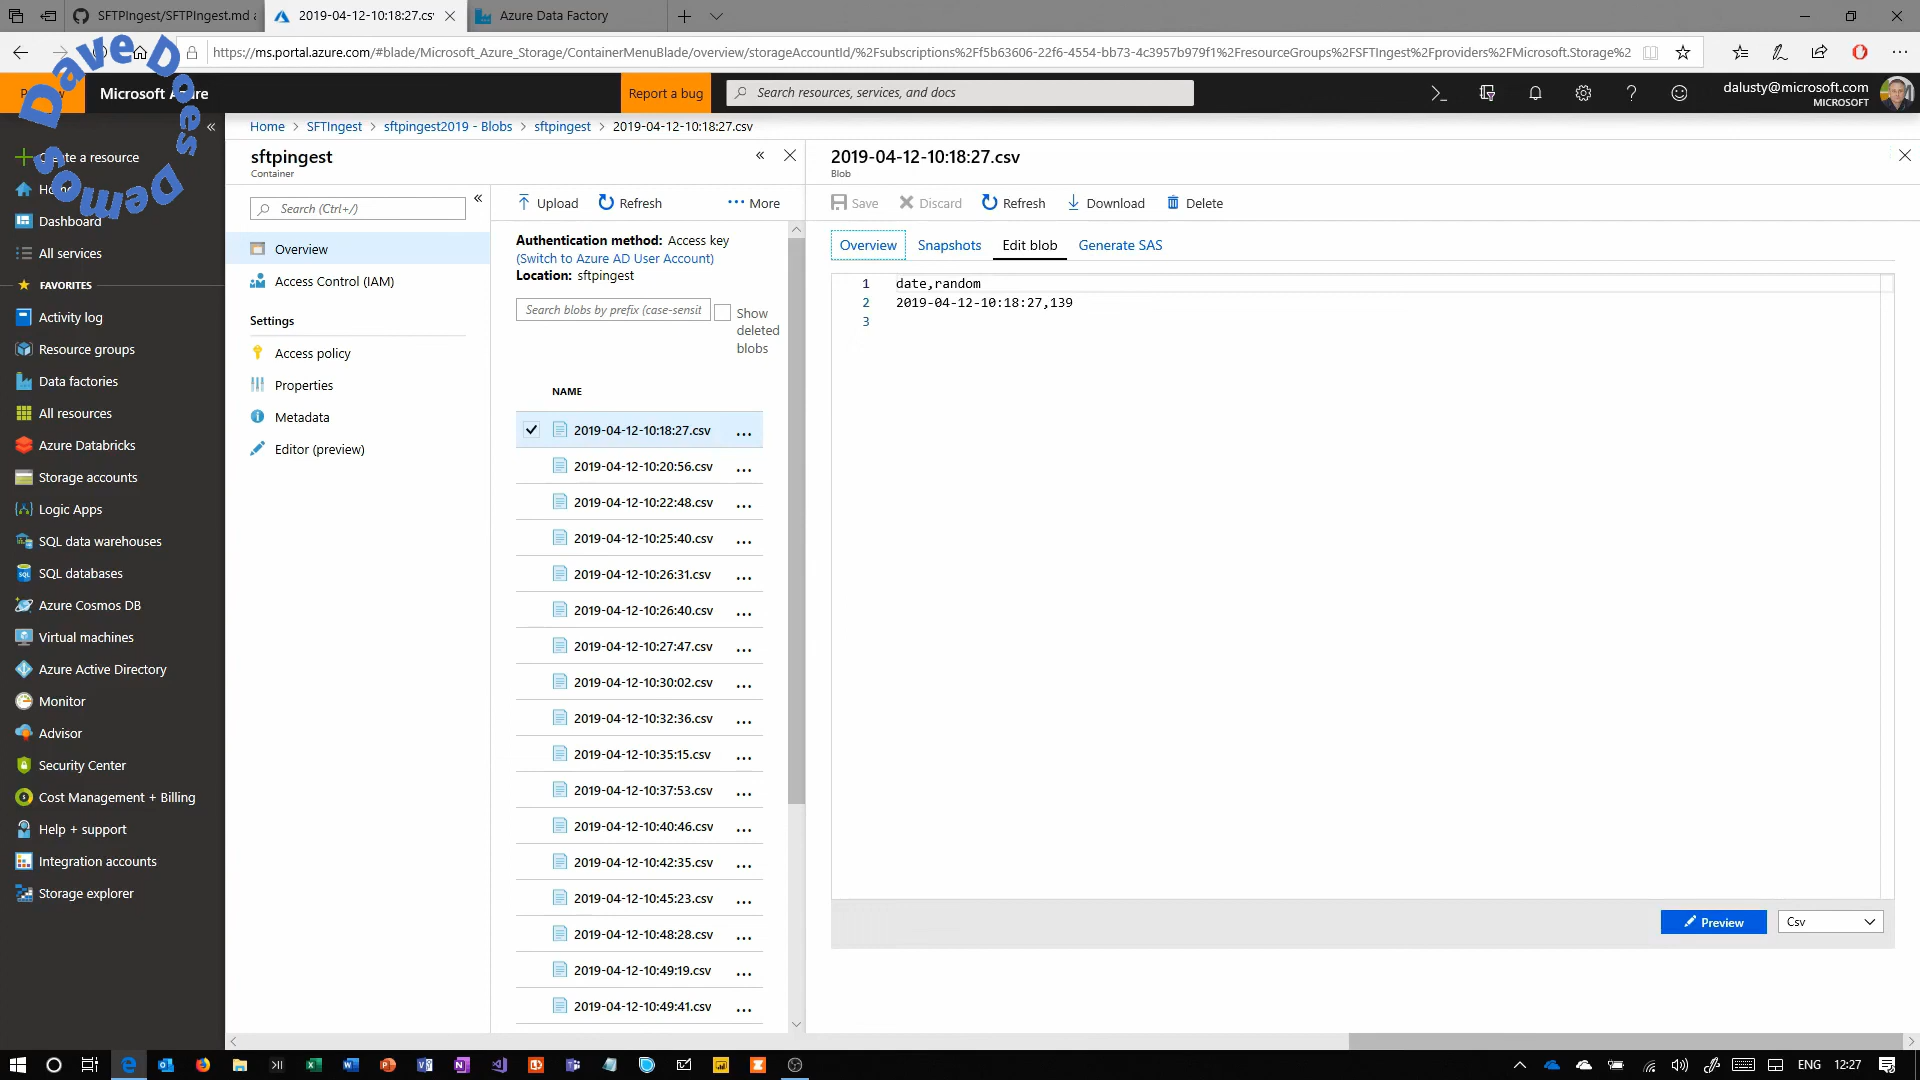 SFTPIngest/SFTPIngest.md a
2019-04-12-10:18:27.csv
Azure Data Factory
https://ms.portal.azure.com/#blade/Microsoft_Azure_Storage/ContainerMenuBlade/overview/storageAccountId/%2Fsubscriptions%2Ff5b63606-22f6-4554-bb73-4c3957b979f1%2FresourceGroups%2FSFTIngest%2Fproviders%2FMicrosoft.Storage%2
Dave Does Demos
Microsoft Azure
Report a bug
Search resources, services, and docs
dalusty@microsoft.com
MICROSOFT
Home > SFTIngest > sftpingest2019 - Blobs > sftpingest > 2019-04-12-10:18:27.csv
Create a resource
Home
Dashboard
All services
FAVORITES
Activity log
Resource groups
Data factories
All resources
Azure Databricks
Storage accounts
Logic Apps
SQL data warehouses
SQL databases
Azure Cosmos DB
Virtual machines
Azure Active Directory
Monitor
Advisor
Security Center
Cost Management + Billing
Help + support
Integration accounts
Storage explorer
sftpingest
Container
Search (Ctrl+/)
Overview
Access Control (IAM)
Settings
Access policy
Properties
Metadata
Editor (preview)
Upload Refresh More
Authentication method: Access key
(Switch to Azure AD User Account)
Location: sftpingest
Search blobs by prefix (case-sensit
Show
deleted
blobs
NAME
2019-04-12-10:18:27.csv
2019-04-12-10:20:56.csv
2019-04-12-10:22:48.csv
2019-04-12-10:25:40.csv
2019-04-12-10:26:31.csv
2019-04-12-10:26:40.csv
2019-04-12-10:27:47.csv
2019-04-12-10:30:02.csv
2019-04-12-10:32:36.csv
2019-04-12-10:35:15.csv
2019-04-12-10:37:53.csv
2019-04-12-10:40:46.csv
2019-04-12-10:42:35.csv
2019-04-12-10:45:23.csv
2019-04-12-10:48:28.csv
2019-04-12-10:49:19.csv
2019-04-12-10:49:41.csv
2019-04-12-10:18:27.csv
Blob
Save Discard Refresh Download Delete
Overview Snapshots Edit blob Generate SAS
1 date,random
2 2019-04-12-10:18:27,139
3
Preview
Csv
ENG 12:27